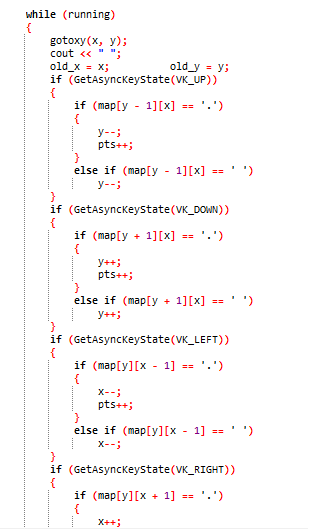 while (running)
{
gotoxy(x, y);
cout << " ";
old_x = x; old_y = y;
if (GetAsyncKeyState(VK_UP))
{
if (map[y - 1][x] == '.')
{
y--;
pts++;
}
else if (map[y - 1][x] == ' ')
y--;
}
if (GetAsyncKeyState(VK_DOWN))
{
if (map[y + 1][x] == '.')
{
y++;
pts++;
}
else if (map[y + 1][x] == ' ')
y++;
}
if (GetAsyncKeyState(VK_LEFT))
{
if (map[y][x - 1] == '.')
{
x--;
pts++;
}
else if (map[y][x - 1] == ' ')
x--;
}
if (GetAsyncKeyState(VK_RIGHT))
{
if (map[y][x + 1] == '.')
{
x++;